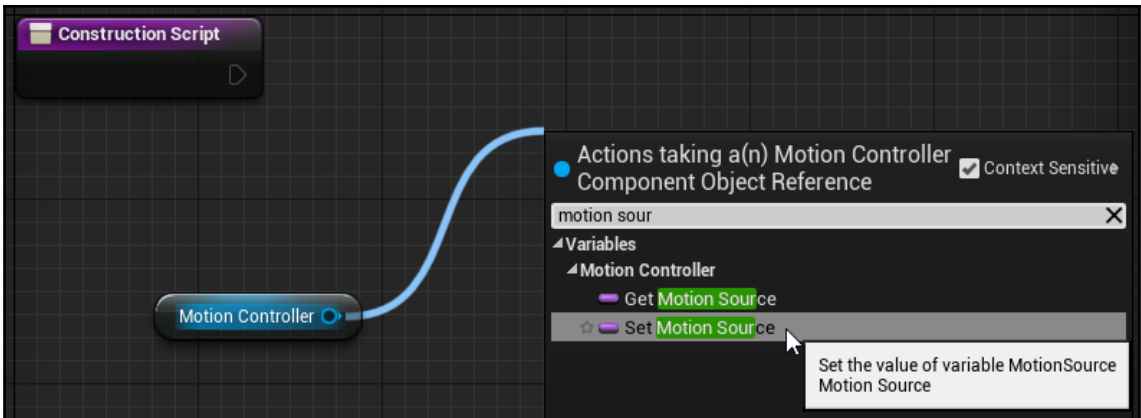 Construction Script
Actions taking a(n) Motion Controller
Component Object Reference
Context Sensitive
motion sour
Variables
Motion Controller
Get Motion Source
Set Motion Source
Motion Controller
Set the value of variable MotionSource
Motion Source